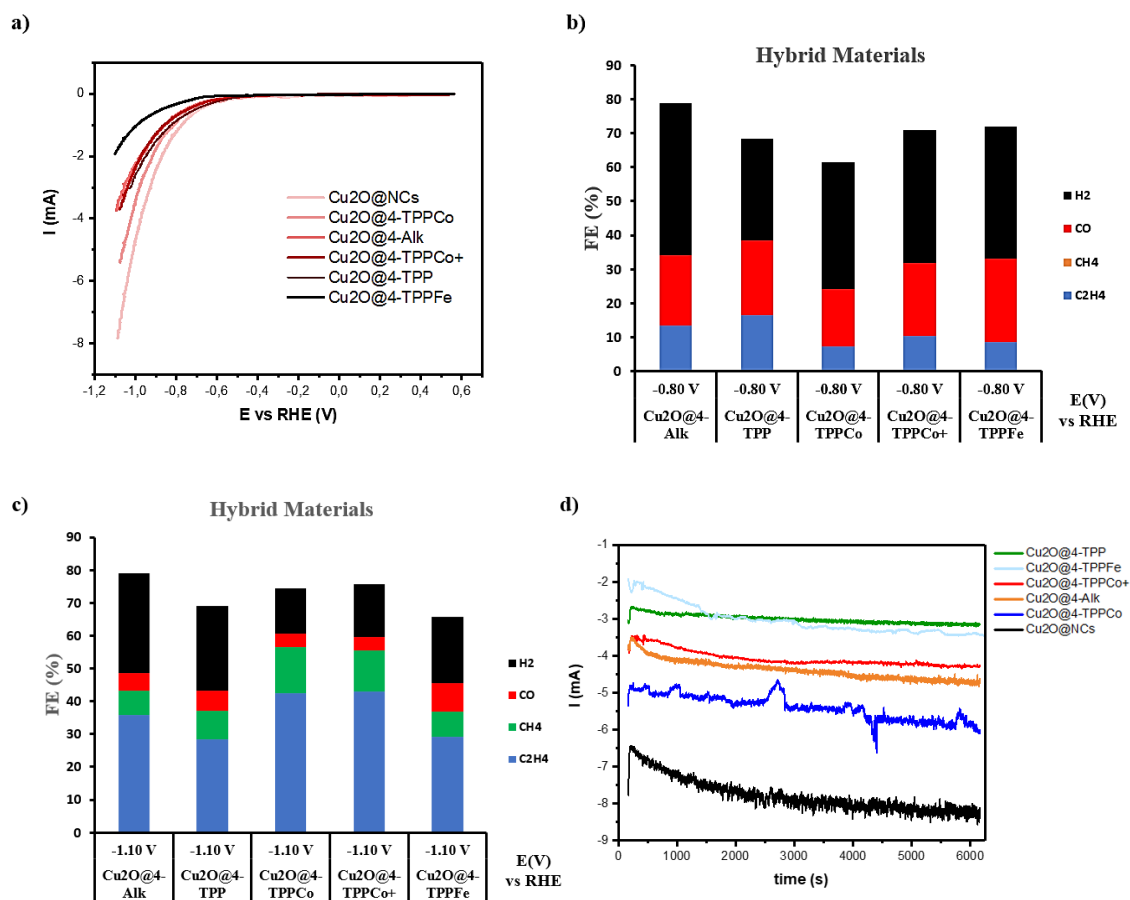 a)
0
-2
-4
-6
-8
I (mA)
-1,2 -1,0 -0,8 -0,6 -0,4 -0,2 0,0 0,2 0,4 0,6
E vs RHE (V)
Cu2O@NCs
Cu2O@4-TPPCo
Cu2O@4-Alk
Cu2O@4-TPPCo+
Cu2O@4-TPP
Cu2O@4-TPPFe
b)
Hybrid Materials
FE (%)
90
80
70
60
50
40
30
20
10
0
H2
CO
CH4
C2H4
-0.80 V -0.80 V -0.80 V -0.80 V -0.80 V E(V)
Cu2O@4- Cu2O@4- Cu2O@4- Cu2O@4- Cu2O@4- vs RHE
Alk TPP TPPCo TPPCo+ TPPFe
c)
Hybrid Materials
FE (%)
90
80
70
60
50
40
30
20
10
0
H2
CO
CH4
C2H4
-1.10 V -1.10 V -1.10 V -1.10 V -1.10 V E(V)
Cu2O@4- Cu2O@4- Cu2O@4- Cu2O@4- Cu2O@4- vs RHE
Alk TPP TPPCo TPPCo+ TPPFe
d)
-1
-2
-3
-4
-5
-6
-7
-8
-9
I (mA)
0 1000 2000 3000 4000 5000 6000
time (s)
Cu2O@4-TPP
Cu2O@4-TPPFe
Cu2O@4-TPPCo+
Cu2O@4-Alk
Cu2O@4-TPPCo
Cu2O@NCs